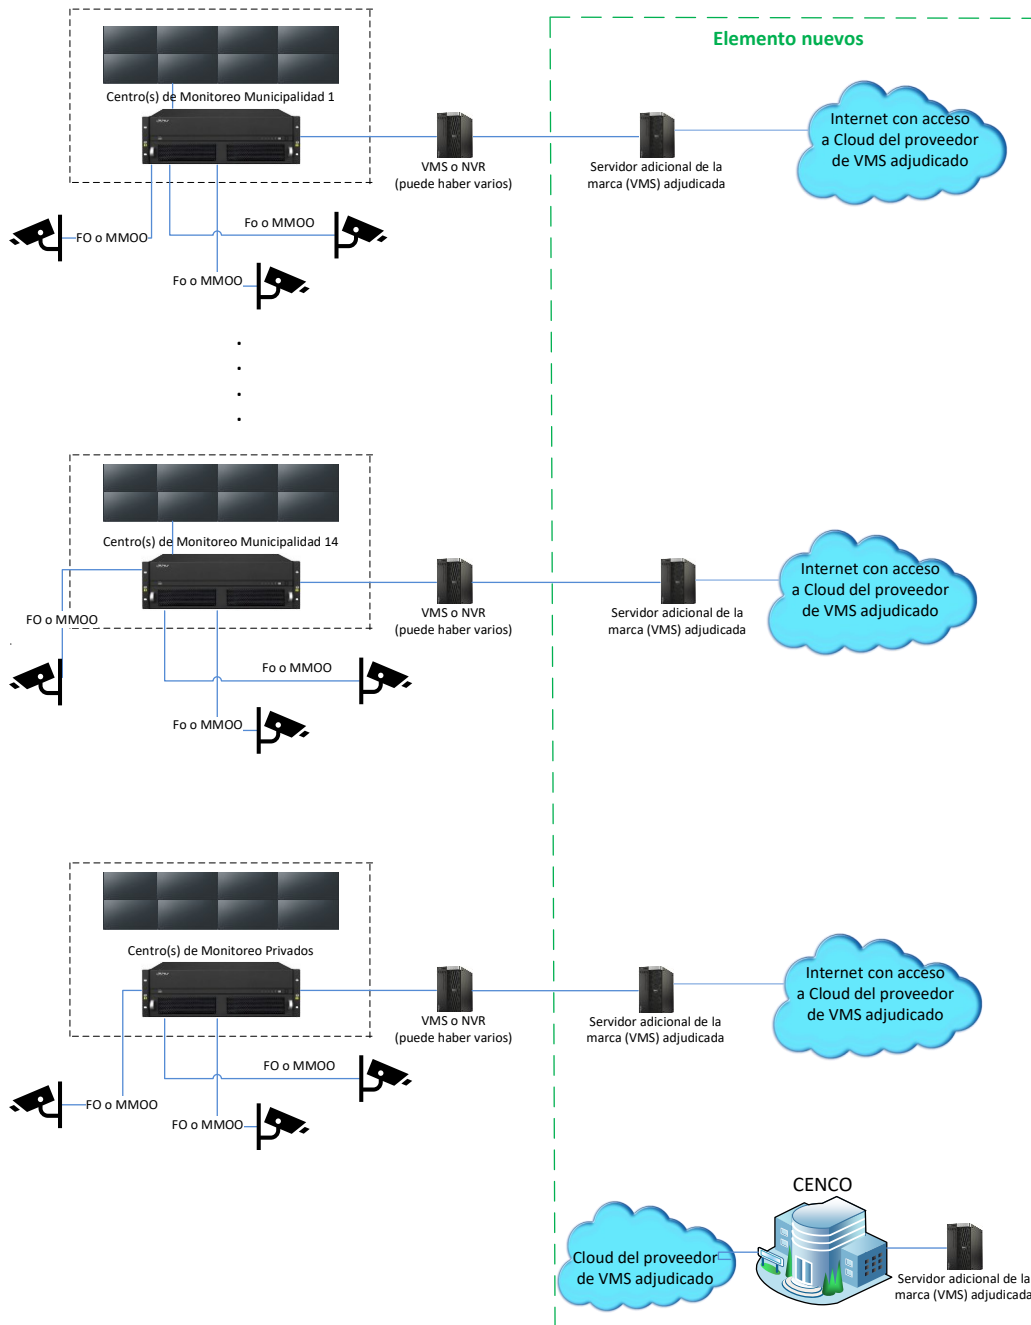 Elemento nuevos
Centro(s) de Monitoreo Municipalidad 1
VMS o NVR
(puede haber varios)
Servidor adicional de la
marca (VMS) adjudicada
Internet con acceso
a Cloud del proveedor
de VMS adjudicado
FO o MMOO
Fo o MMOO
Fo o MMOO
Centro(s) de Monitoreo Municipalidad 14
VMS o NVR
(puede haber varios)
Servidor adicional de la
marca (VMS) adjudicada
Internet con acceso
a Cloud del proveedor
de VMS adjudicado
FO o MMOO
Fo o MMOO
Fo o MMOO
Centro(s) de Monitoreo Privados
VMS o NVR
(puede haber varios)
Servidor adicional de la
marca (VMS) adjudicada
Internet con acceso
a Cloud del proveedor
de VMS adjudicado
FO o MMOO
FO o MMOO
FO o MMOO
CENCO
Cloud del proveedor
de VMS adjudicado
Servidor adicional de la
marca (VMS) adjudicada